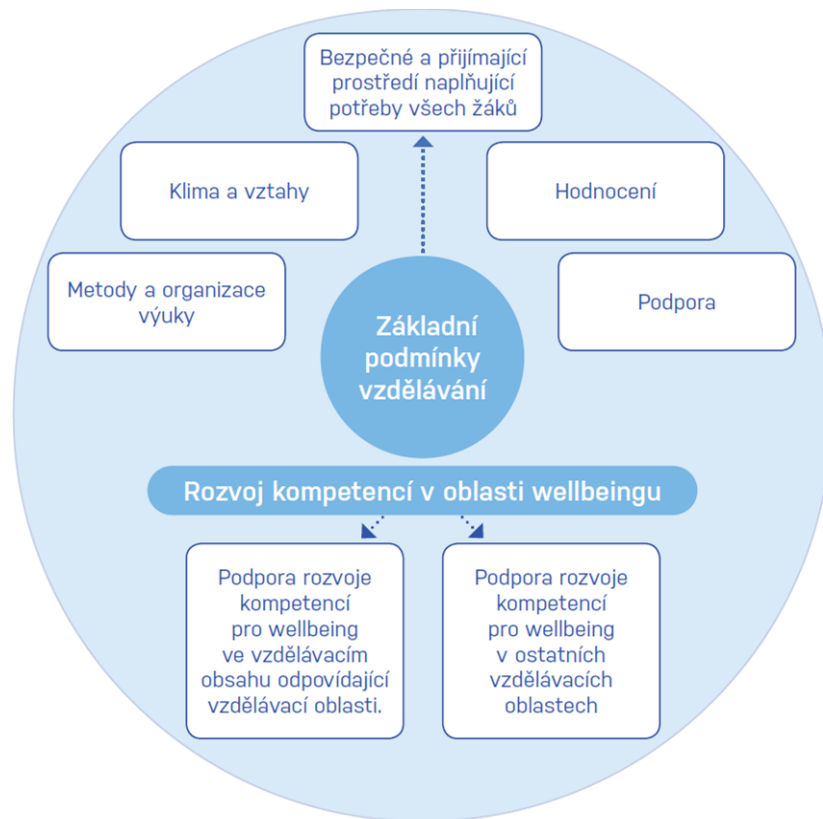 Bezpečné a přijímající
prostředí naplňující
potřeby všech žáků
Klima a vztahy
Hodnocení
Metody a organizace
výuky
Podpora
Základní
podmínky
vzdělávání
Rozvoj kompetencí v oblasti wellbeingu
Podpora rozvoje
kompetencí
pro wellbeing
ve vzdělávacím
obsahu odpovídající
vzdělávací oblasti.
Podpora rozvoje
kompetencí
pro wellbeing
v ostatních
vzdělávacích
oblastech